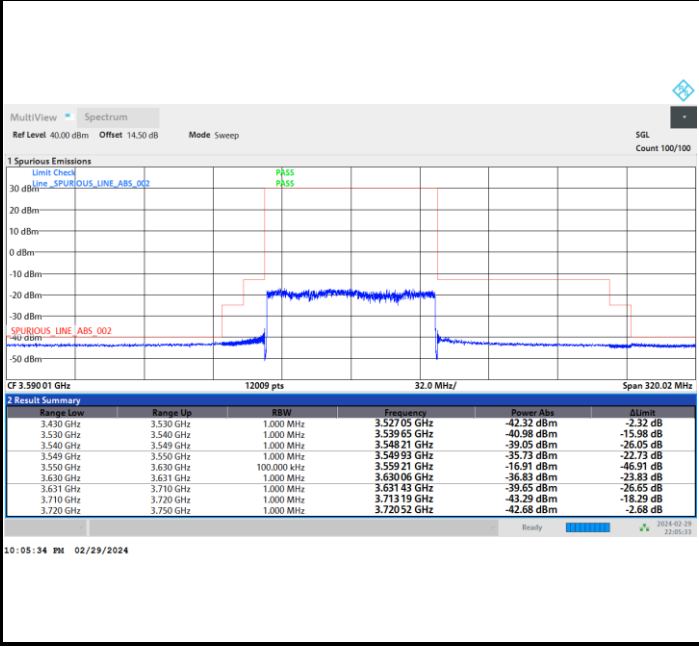 MultiView Spectrum
Ref Level 40.00 dBm Offset 14.50 dB Mode Sweep SGL
Count 100/100
1 Spurious Emissions
Limit Check PASS
Line _SPURIOUS_LINE_ABS_002 PASS
30 dBm
20 dBm
10 dBm
0 dBm
-10 dBm
-20 dBm
-30 dBm
_SPURIOUS_LINE_ABS_002
-40 dBm
-50 dBm
CF 3.590 01 GHz 12009 pts 32.0 MHz/ Span 320.02 MHz
2 Result Summary
Range Low Range Up RBW Frequency Power Abs ΔLimit
3.430 GHz 3.530 GHz 1.000 MHz 3.527 05 GHz -42.32 dBm -2.32 dB
3.530 GHz 3.540 GHz 1.000 MHz 3.539 65 GHz -40.98 dBm -15.98 dB
3.540 GHz 3.549 GHz 1.000 MHz 3.548 21 GHz -39.05 dBm -26.05 dB
3.549 GHz 3.550 GHz 1.000 MHz 3.549 93 GHz -35.73 dBm -22.73 dB
3.550 GHz 3.630 GHz 100.000 kHz 3.559 21 GHz -16.91 dBm -46.91 dB
3.630 GHz 3.631 GHz 1.000 MHz 3.630 06 GHz -36.83 dBm -23.83 dB
3.631 GHz 3.710 GHz 1.000 MHz 3.631 43 GHz -39.65 dBm -26.65 dB
3.710 GHz 3.720 GHz 1.000 MHz 3.713 19 GHz -43.29 dBm -18.29 dB
3.720 GHz 3.750 GHz 1.000 MHz 3.720 52 GHz -42.68 dBm -2.68 dB
Ready 2024-02-29
22:05:33
10:05:34 PM 02/29/2024